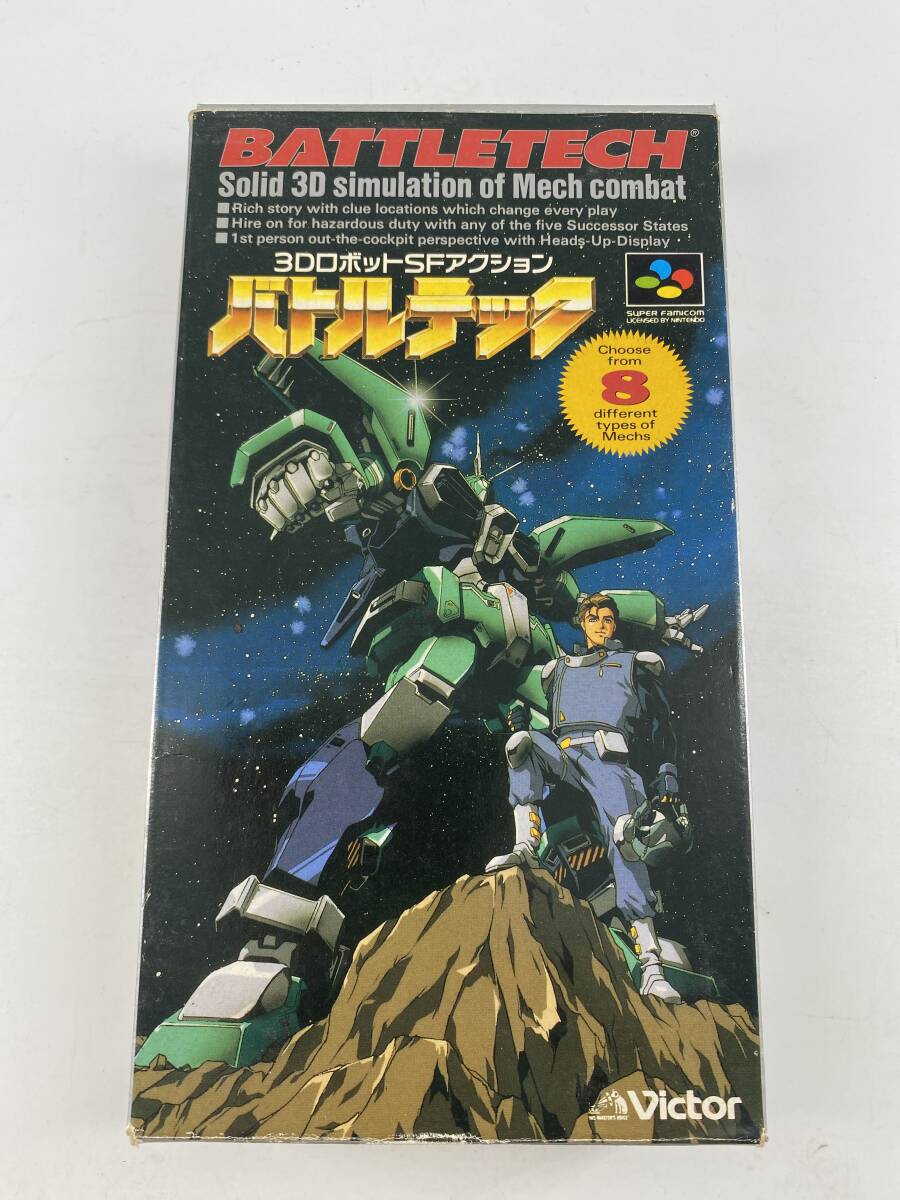 BATTLETECH®
Solid 3D simulation of Mech combat
■Rich story with clue locations which change every play
■Hire on for hazardous duty with any of the five Successor States
■1st person out-the-cockpit perspective with Heads-Up-Display
3DロボットSFアクション
バトルテック
SUPER FAMICOM
LICENSED BY NINTENDO
Choose
from
8
different
types of
Mechs
HIS MASTER'S VOICE
Victor